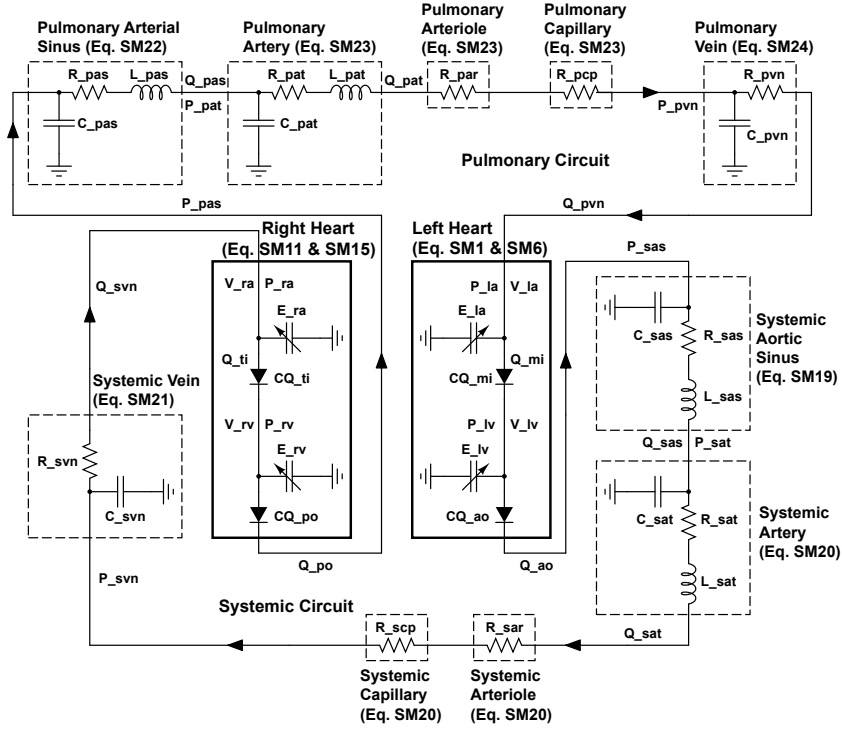 Pulmonary Arterial
Sinus (Eq. SM22)
Pulmonary
Artery (Eq. SM23)
Pulmonary
Arteriole
(Eq. SM23)
Pulmonary
Capillary
(Eq. SM23)
Pulmonary
Vein (Eq. SM24)
R_pas
L_pas
Q_pas
P_pat
C_pas
R_pat
L_pat
Q_pat
C_pat
R_par
R_pcp
P_pvn
R_pvn
C_pvn
Pulmonary Circuit
P_pas
Q_pvn
Right Heart
(Eq. SM11 & SM15)
Left Heart
(Eq. SM1 & SM6)
P_sas
Q_svn
V_ra
P_ra
E_ra
Q_ti
CQ_ti
V_rv
P_rv
E_rv
CQ_po
Q_po
P_la
V_la
E_la
Q_mi
CQ_mi
P_lv
V_lv
E_lv
CQ_ao
Q_ao
C_sas
R_sas
L_sas
Systemic
Aortic
Sinus
(Eq. SM19)
Q_sas
P_sat
C_sat
R_sat
L_sat
Systemic
Artery
(Eq. SM20)
Systemic Vein
(Eq. SM21)
R_svn
C_svn
P_svn
Systemic Circuit
R_scp
R_sar
Q_sat
Systemic
Capillary
(Eq. SM20)
Systemic
Arteriole
(Eq. SM20)